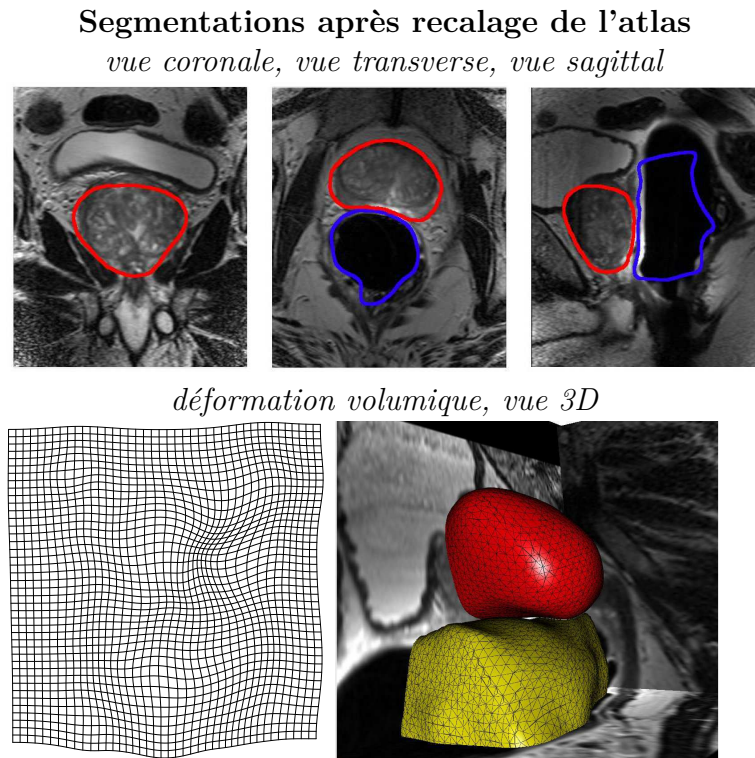 Segmentations après recalage de l'atlas
vue coronale, vue transverse, vue sagittal
déformation volumique, vue 3D